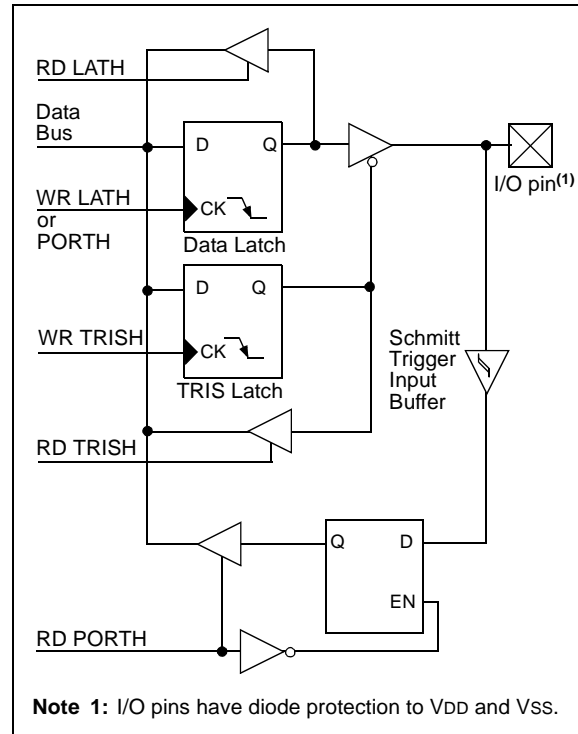 RD LATH
Data
Bus
D Q
I/O pin(1)
WR LATH
or
PORTH
CK
Data Latch
D Q
WR TRISH
CK
TRIS Latch
Schmitt
Trigger
Input
Buffer
RD TRISH
Q D
EN
RD PORTH
Note 1: I/O pins have diode protection to VDD and VSS.